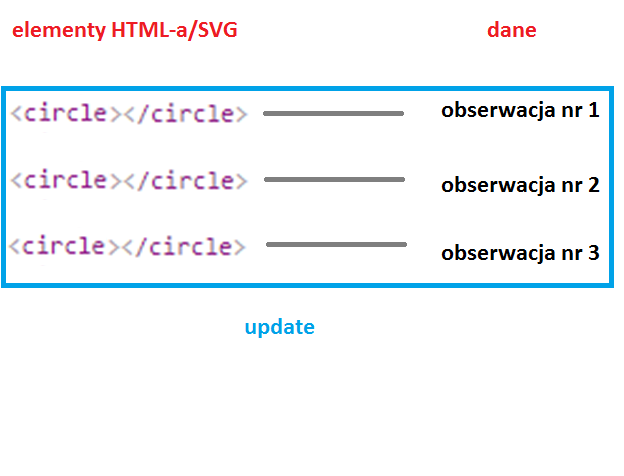 elementy HTML-a/SVG dane
<circle></circle> obserwacja nr 1
<circle></circle> obserwacja nr 2
<circle></circle> obserwacja nr 3
update